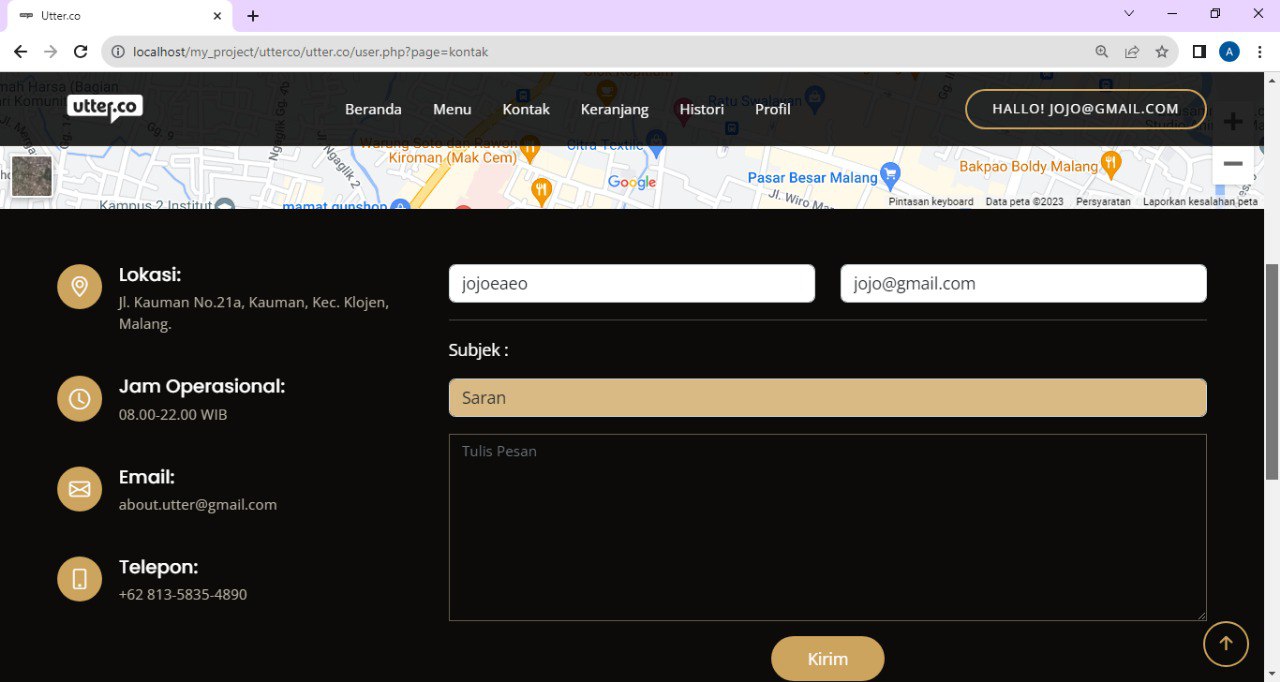 Utter.co
localhost/my_project/utterco/utter.co/user.php?page=kontak
A
utter.co
Beranda
Menu
Kontak
Keranjang
Histori
Profil
HALLO! JOJO@GMAIL.COM
Gg. 9
Ngaglik 2
Warung Soto dan Rawon
Kiroman (Mak Cem)
Citra Textile
Ratu Swalayan
Google
Pasar Besar Malang
Bakpao Boldy Malang
Kampus 2 Institut
mamat gunshop
Pintasan keyboard
Data peta ©2023
Persyaratan
Laporkan kesalahan peta
Lokasi:
Jl. Kauman No.21a, Kauman, Kec. Klojen,
Malang.
Jam Operasional:
08.00-22.00 WIB
Email:
about.utter@gmail.com
Telepon:
+62 813-5835-4890
jojoeaeo
jojo@gmail.com
Subjek :
Saran
Tulis Pesan
Kirim